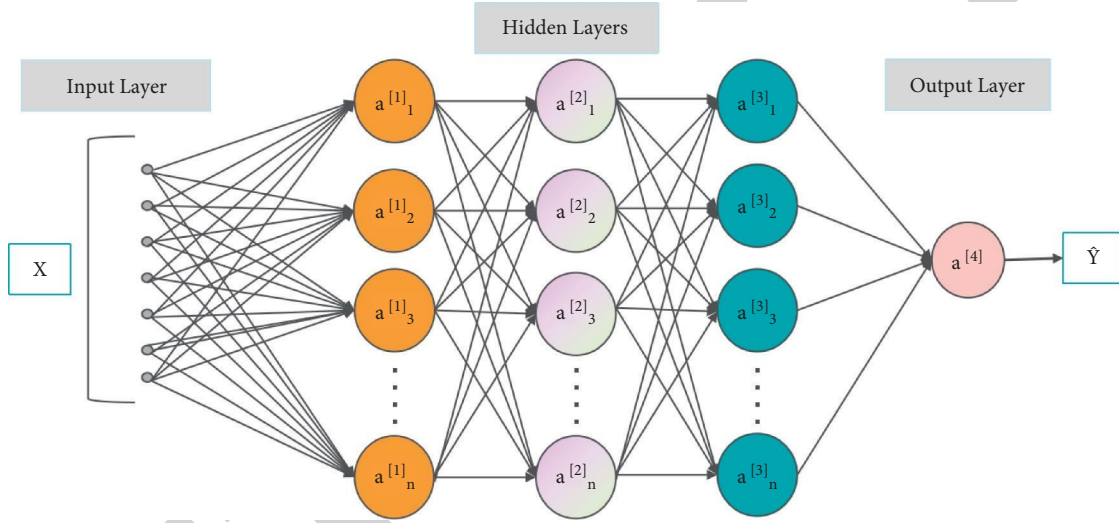 Hidden Layers
Input Layer
Output Layer
X
a[1]1
a[1]2
a[1]3
a[1]n
a[2]1
a[2]2
a[2]3
a[2]n
a[3]1
a[3]2
a[3]3
a[3]n
a[4]
Ŷ